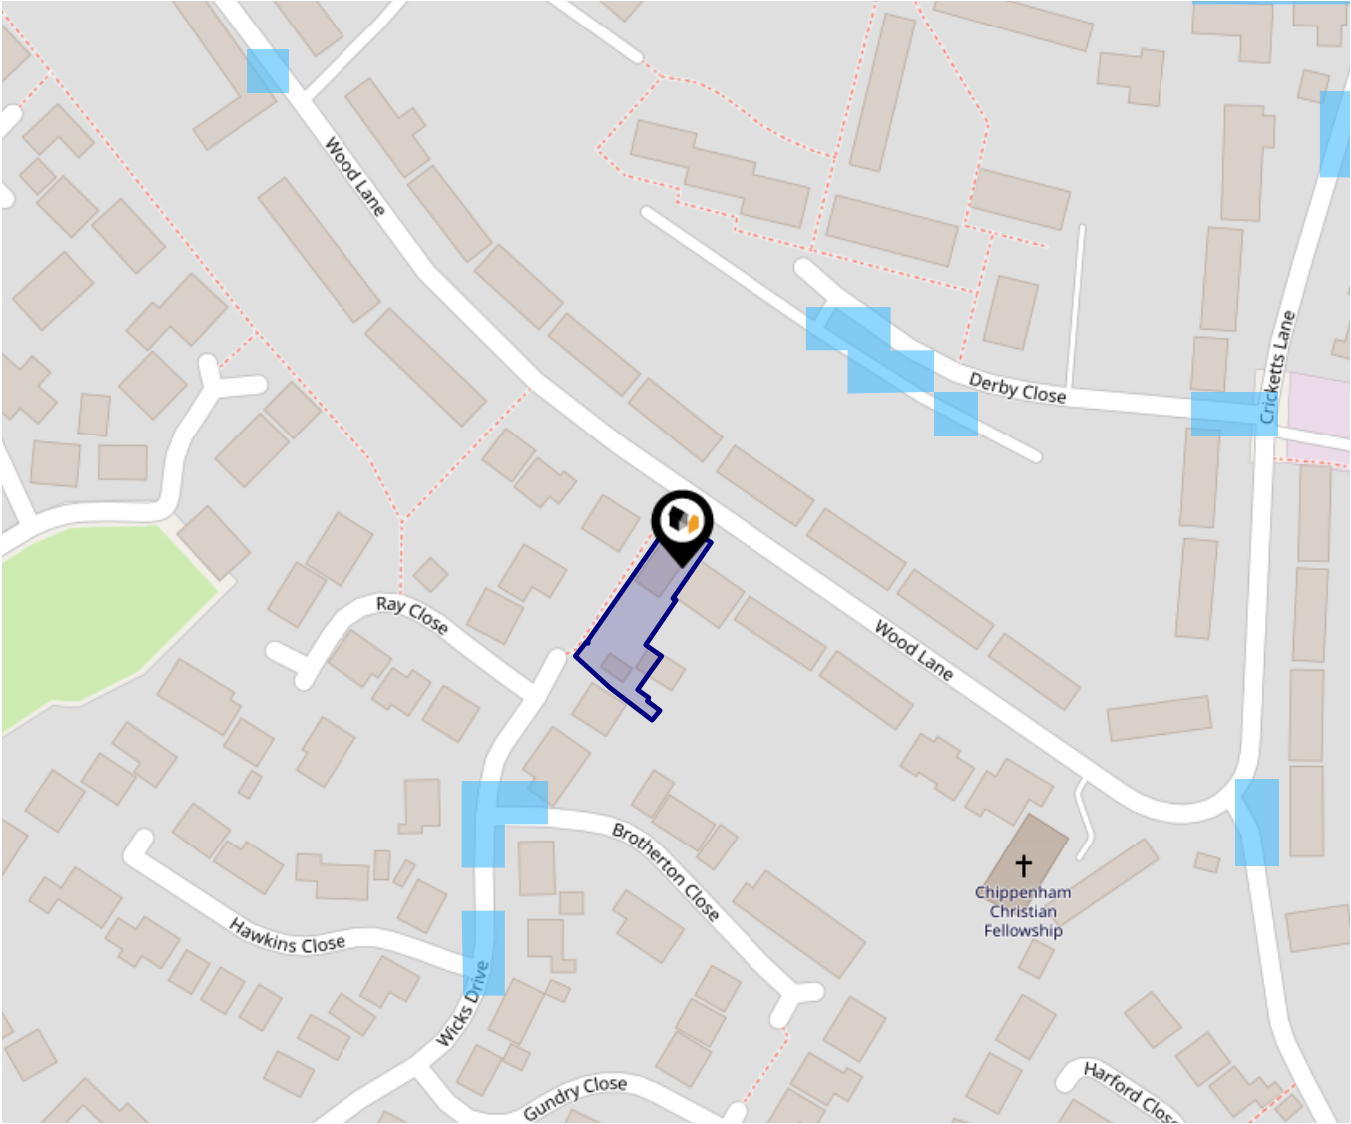 Wood Lane
Cricketts Lane
Derby Close
Ray Close
Wood Lane
Brotherton Close
Chippenham
Christian
Fellowship
Hawkins Close
Wicks Drive
Gundry Close
Harford Close